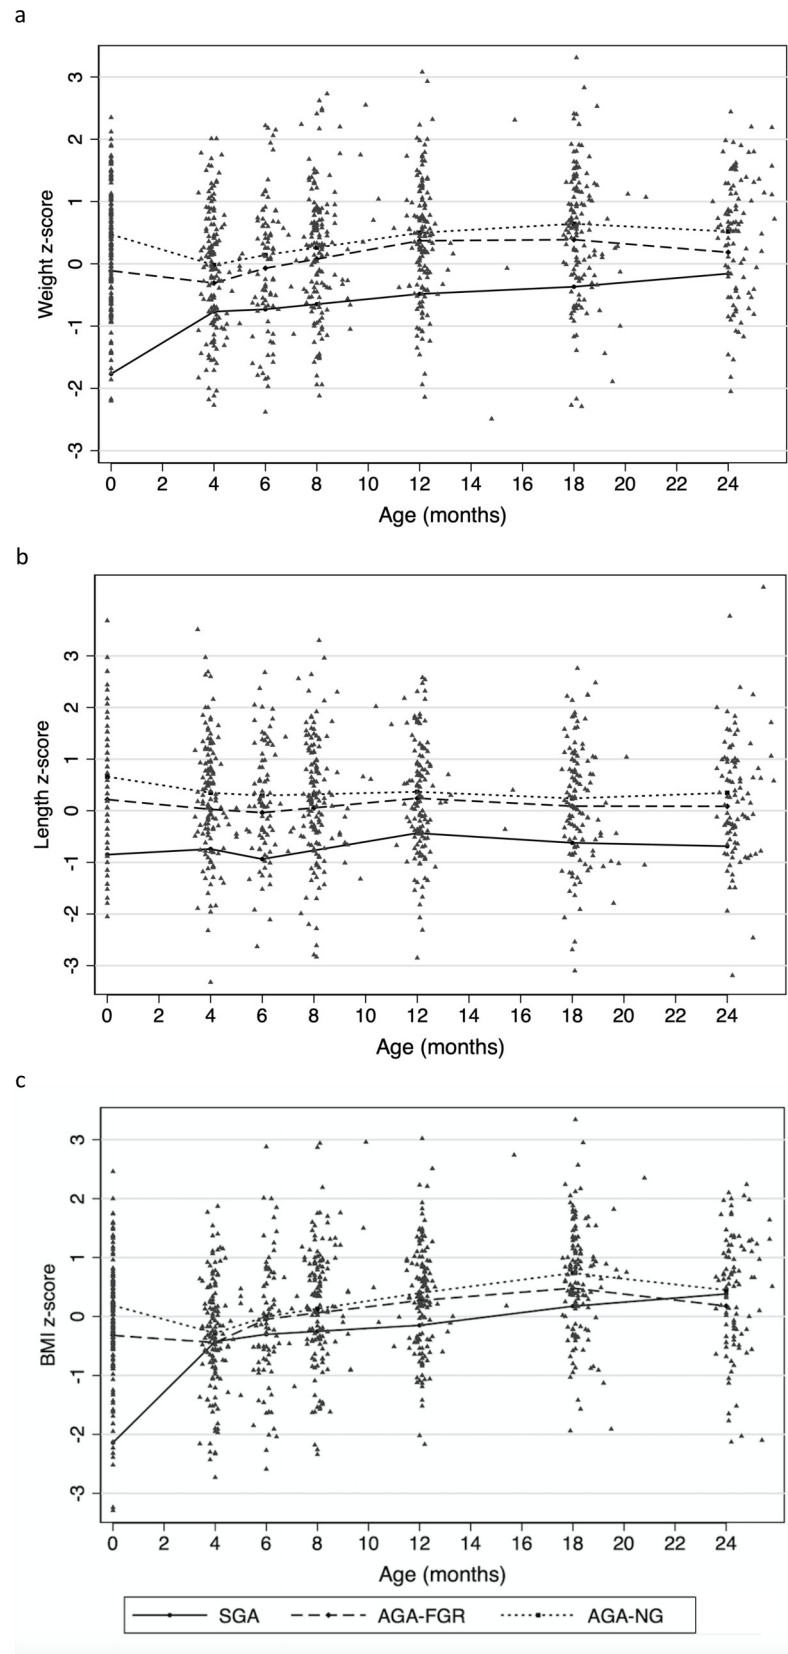 a
Weight z-score
3
2
1
0
-1
-2
-3
0 2 4 6 8 10 12 14 16 18 20 22 24
Age (months)
b
Length z-score
3
2
1
0
-1
-2
-3
0 2 4 6 8 10 12 14 16 18 20 22 24
Age (months)
c
BMI z-score
3
2
1
0
-1
-2
-3
0 2 4 6 8 10 12 14 16 18 20 22 24
Age (months)
SGA AGA-FGR AGA-NG